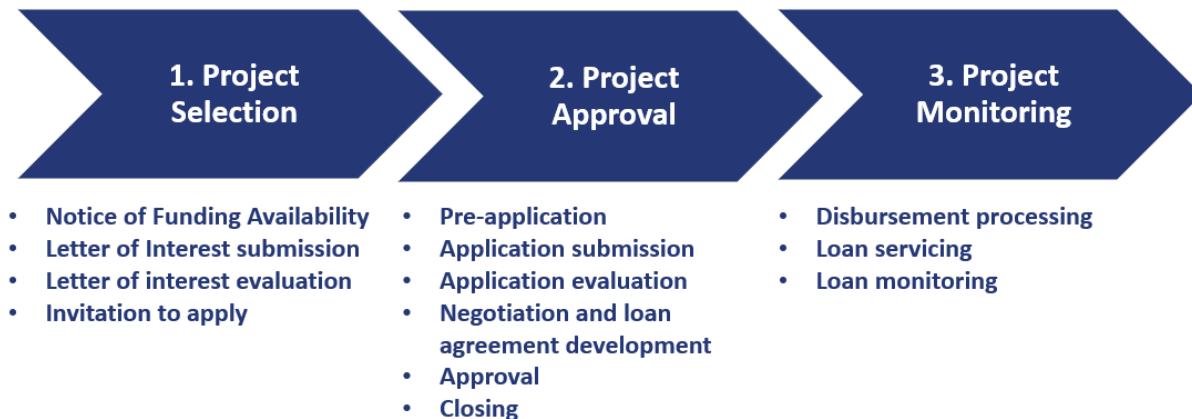 1. Project
Selection
• Notice of Funding Availability
• Letter of Interest submission
• Letter of interest evaluation
• Invitation to apply
2. Project
Approval
• Pre-application
• Application submission
• Application evaluation
• Negotiation and loan
agreement development
• Approval
• Closing
3. Project
Monitoring
• Disbursement processing
• Loan servicing
• Loan monitoring